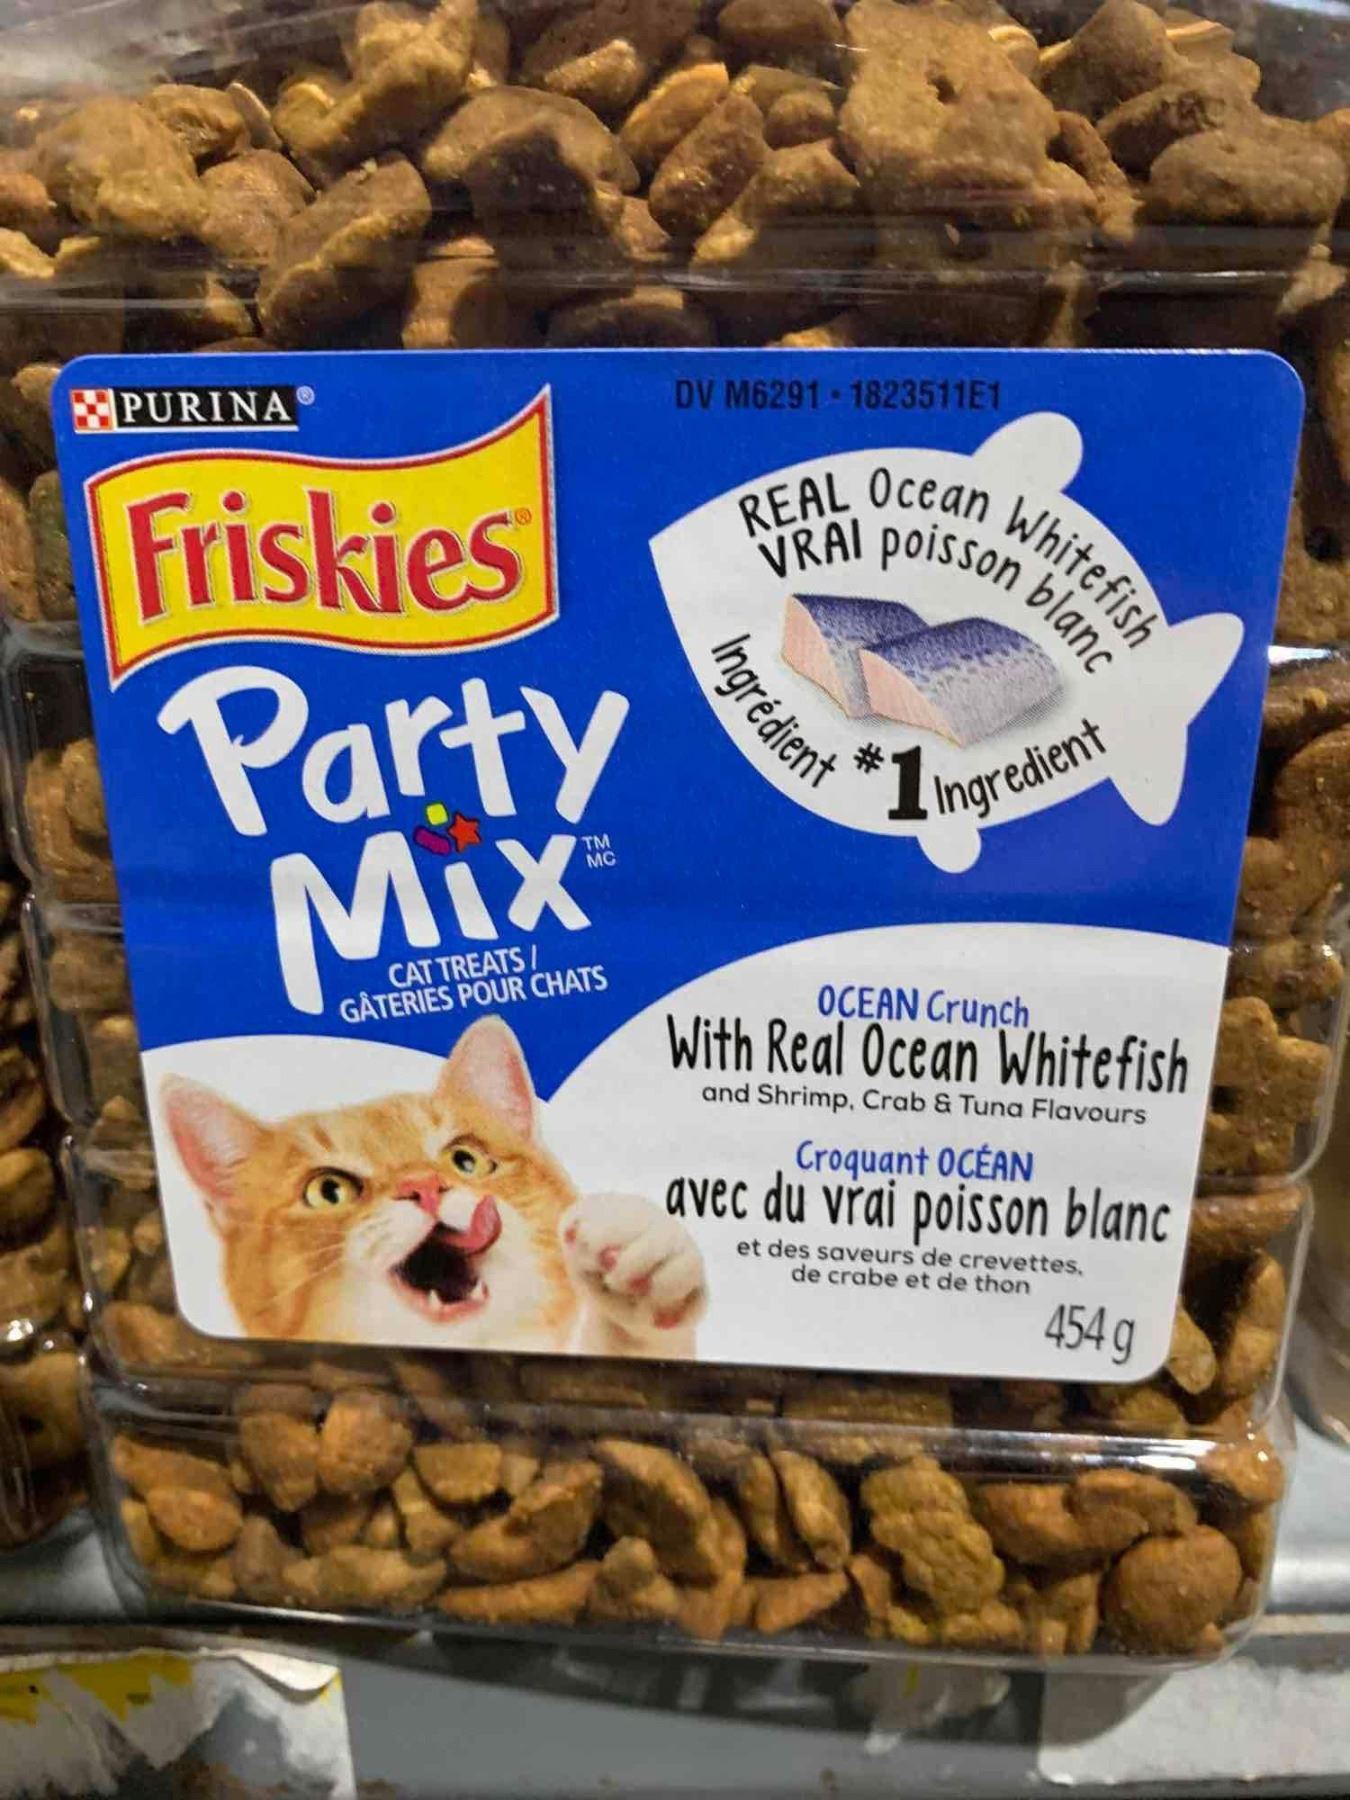 PURINA®
DV M6291 • 1823511E1
Friskies®
Party
Mix™
MC
CAT TREATS /
GÂTERIES POUR CHATS
REAL Ocean Whitefish
VRAI poisson blanc
Ingrédient #1 Ingredient
OCEAN Crunch
With Real Ocean Whitefish
and Shrimp, Crab & Tuna Flavours
Croquant OCÉAN
avec du vrai poisson blanc
et des saveurs de crevettes,
de crabe et de thon
454 g